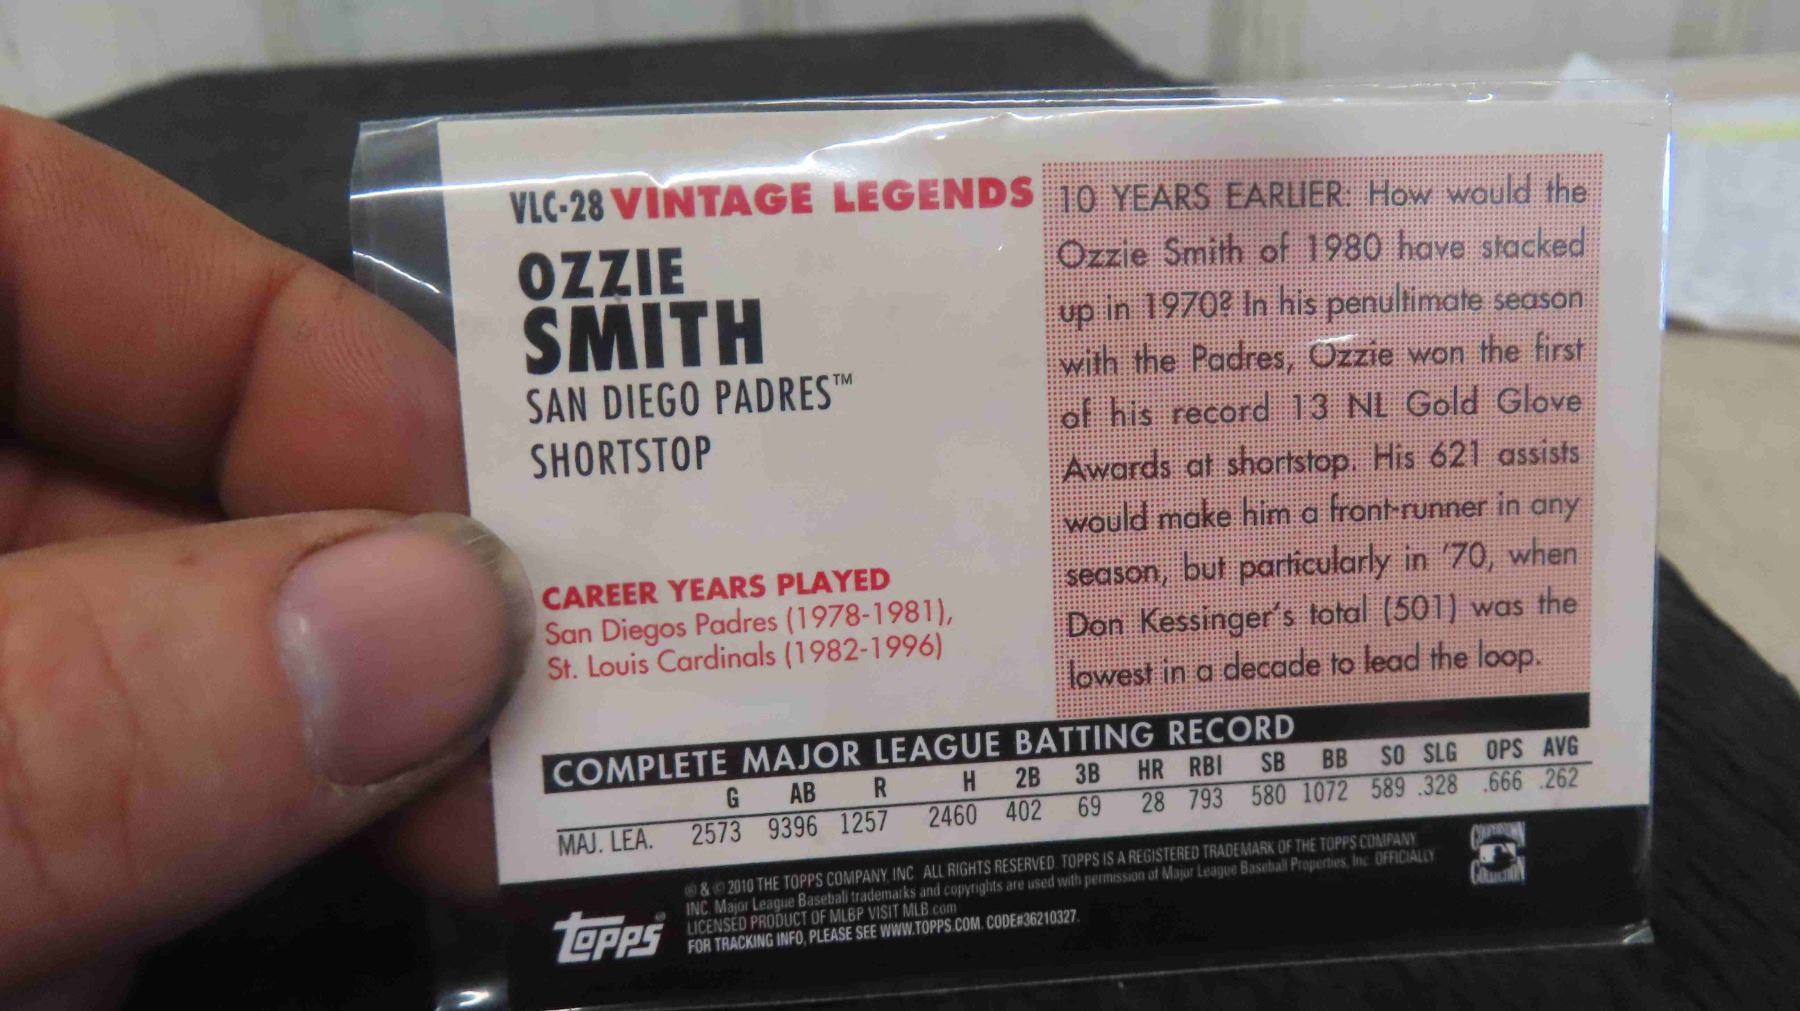 VLC-28 VINTAGE LEGENDS
OZZIE
SMITH
SAN DIEGO PADRES™
SHORTSTOP
CAREER YEARS PLAYED
San Diegos Padres (1978-1981),
St. Louis Cardinals (1982-1996)
10 YEARS EARLIER: How would the
Ozzie Smith of 1980 have stacked
up in 1970? In his penultimate season
with the Padres, Ozzie won the first
of his record 13 NL Gold Glove
Awards at shortstop. His 621 assists
would make him a front-runner in any
season, but particularly in '70, when
Don Kessinger's total (501) was the
lowest in a decade to lead the loop.
COMPLETE MAJOR LEAGUE BATTING RECORD
G AB R H 2B 3B HR RBI SB BB SO SLG OPS AVG
MAJ. LEA. 2573 9396 1257 2460 402 69 28 793 580 1072 589 .328 .666 .262
® & © 2010 THE TOPPS COMPANY, INC. ALL RIGHTS RESERVED. TOPPS IS A REGISTERED TRADEMARK OF THE TOPPS COMPANY,
INC. Major League Baseball trademarks and copyrights are used with permission of Major League Baseball Properties, Inc. OFFICIALLY
LICENSED PRODUCT OF MLBP VISIT MLB.com
FOR TRACKING INFO, PLEASE SEE WWW.TOPPS.COM. CODE#36210327.
topps®
COOPERSTOWN
COLLECTION